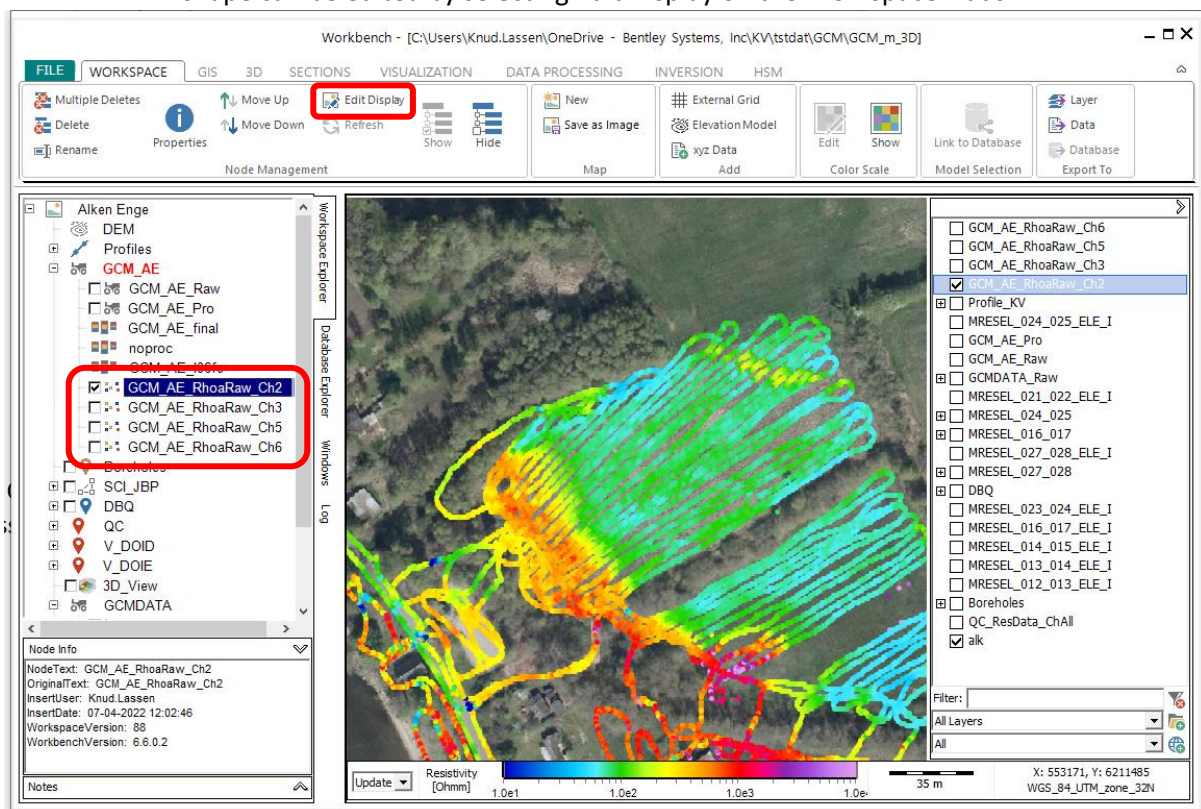 Workbench - [C:\Users\Knud.Lassen\OneDrive - Bentley Systems, Inc\KV\tstdat\GCM\GCM_m_3D]
FILE WORKSPACE GIS 3D SECTIONS VISUALIZATION DATA PROCESSING INVERSION HSM
Multiple Deletes
Delete
Rename
Properties
Move Up
Move Down
Edit Display
Refresh
Show
Hide
Node Management
New
Save as Image
Map
External Grid
Elevation Model
xyz Data
Add
Edit
Show
Color Scale
Link to Database
Model Selection
Layer
Data
Database
Export To
Alken Enge
DEM
Profiles
GCM_AE
GCM_AE_Raw
GCM_AE_Pro
GCM_AE_final
noproc
GCM_AE_RhoaRaw_Ch2
GCM_AE_RhoaRaw_Ch3
GCM_AE_RhoaRaw_Ch5
GCM_AE_RhoaRaw_Ch6
Boreholes
SCI_JBP
DBQ
QC
V_DOID
V_DOIE
3D_View
GCMDATA
Workspace Explorer
Database Explorer
Windows
Log
Node Info
NodeText: GCM_AE_RhoaRaw_Ch2
OriginalText: GCM_AE_RhoaRaw_Ch2
InsertUser: Knud.Lassen
InsertDate: 07-04-2022 12:02:46
WorkspaceVersion: 88
WorkbenchVersion: 6.6.0.2
Notes
GCM_AE_RhoaRaw_Ch6
GCM_AE_RhoaRaw_Ch5
GCM_AE_RhoaRaw_Ch3
GCM_AE_RhoaRaw_Ch2
Profile_KV
MRESEL_024_025_ELE_I
GCM_AE_Pro
GCM_AE_Raw
GCMDATA_Raw
MRESEL_021_022_ELE_I
MRESEL_024_025
MRESEL_016_017
MRESEL_027_028_ELE_I
MRESEL_027_028
DBQ
MRESEL_023_024_ELE_I
MRESEL_016_017_ELE_I
MRESEL_014_015_ELE_I
MRESEL_013_014_ELE_I
MRESEL_012_013_ELE_I
Boreholes
QC_ResData_ChAll
alk
Filter:
All Layers
All
Update
Resistivity
[Ohmm]
1.0e1 1.0e2 1.0e3
35 m
X: 553171, Y: 6211485
WGS_84_UTM_zone_32N